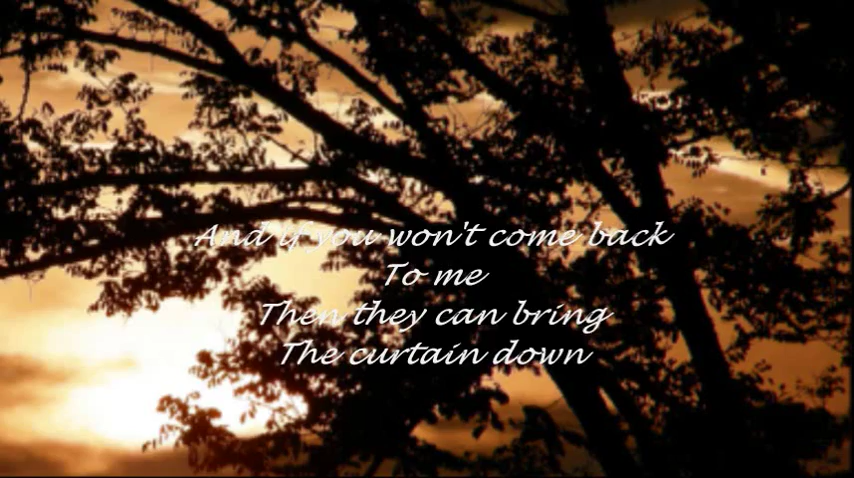 And if you won't come back
To me
Then they can bring
The curtain down